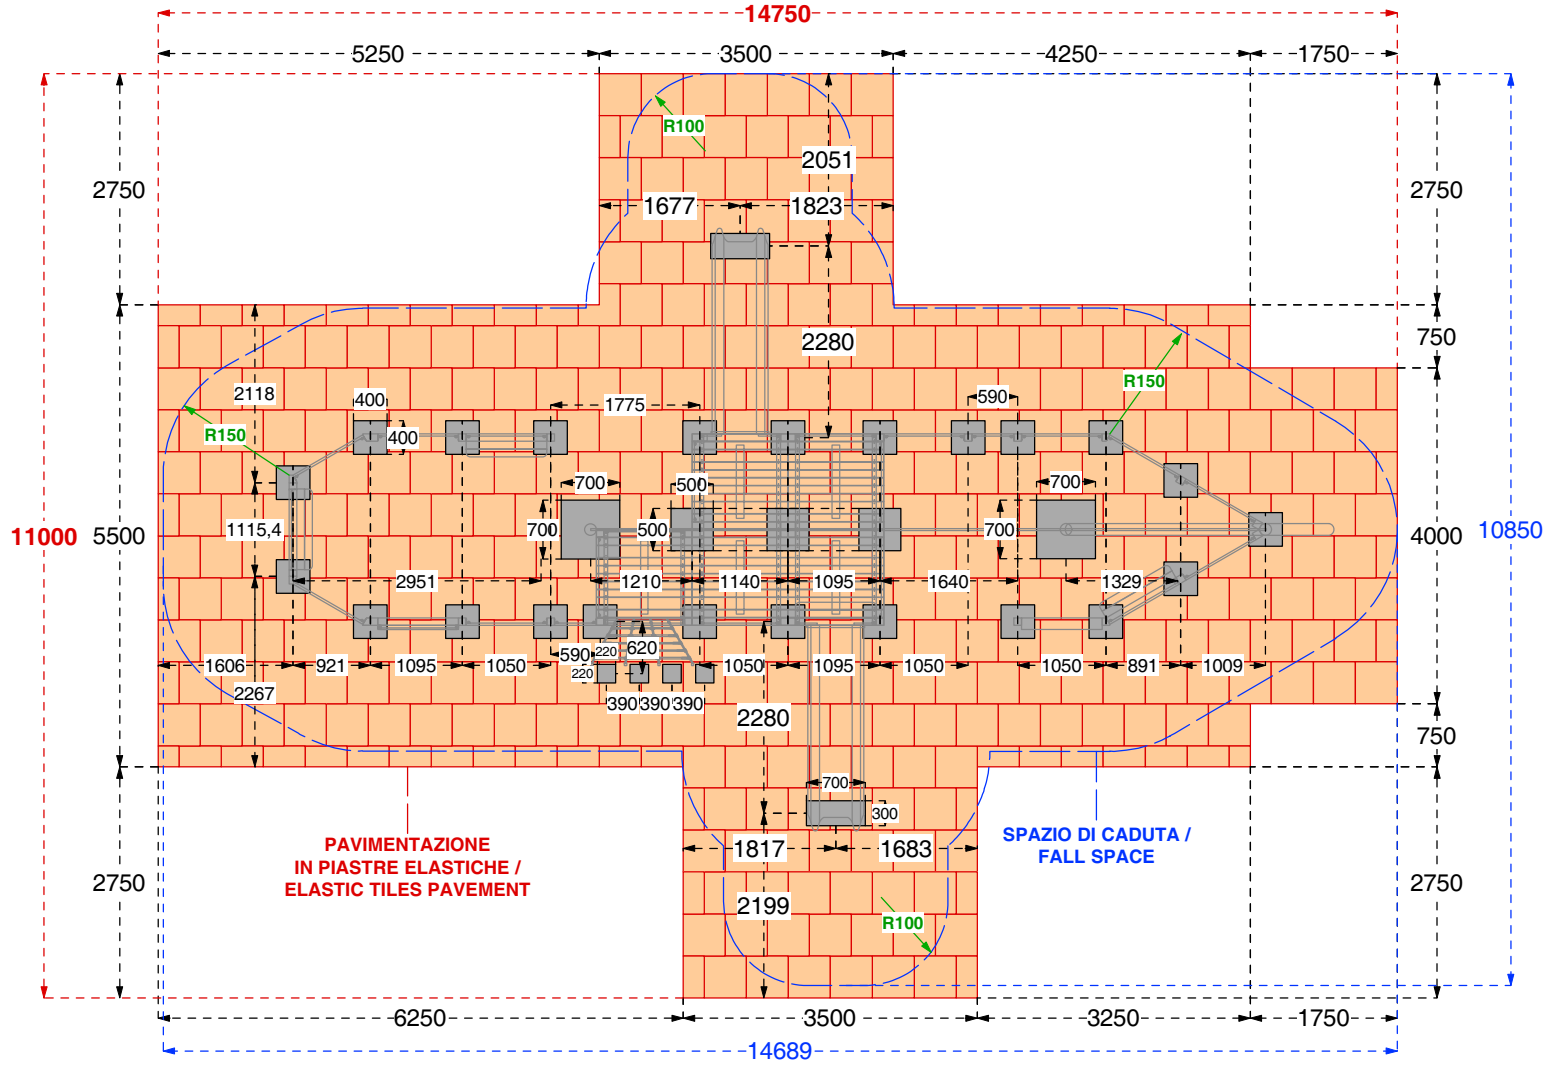 14750
5250 3500 4250 1750
R100
2051
2750 2750
1677 1823
750
2280
2118 400 1775 590 R150
R150 400
700 500 700
11000 5500 1115,4 700 500 700 4000 10850
2951 1210 1140 1095 1640 1329
590 220 620
1606 921 1095 1050 220 1050 1095 1050 1050 891 1009
2267
390 390 390
2280
750
700
300
PAVIMENTAZIONE
IN PIASTRE ELASTICHE /
ELASTIC TILES PAVEMENT
SPAZIO DI CADUTA /
FALL SPACE
1817 1683
2750 2750
2199
R100
6250 3500 3250 1750
14689